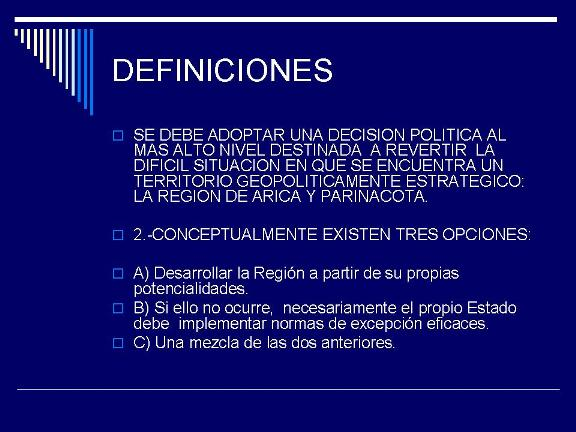 DEFINICIONES
SE DEBE ADOPTAR UNA DECISION POLITICA AL
MAS ALTO NIVEL DESTINADA A REVERTIR LA
DIFICIL SITUACION EN QUE SE ENCUENTRA UN
TERRITORIO GEOPOLITICAMENTE ESTRATEGICO:
LA REGION DE ARICA Y PARINACOTA.
2. -CONCEPTUALMENTE EXISTEN TRES OPCIONES:
A) Desarrollar la Región a partir de su propias
potencialidades.
B) Si ello no ocurre, necesariamente el propio Estado
debe implementar normas de excepción eficaces.
C) Una mezcla de las dos anteriores.